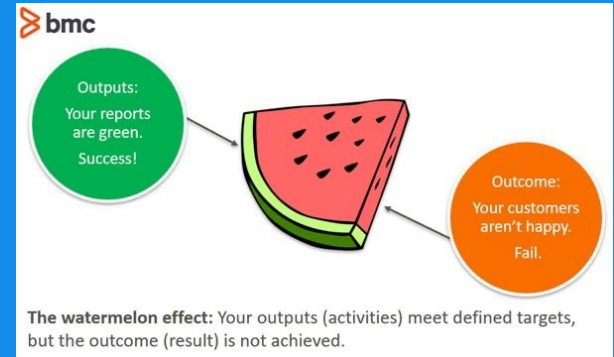 bmc
Outputs:
Your reports
are green.
Success!
Outcome:
Your customers
aren't happy.
Fail.
The watermelon effect: Your outputs (activities) meet defined targets,
but the outcome (result) is not achieved.